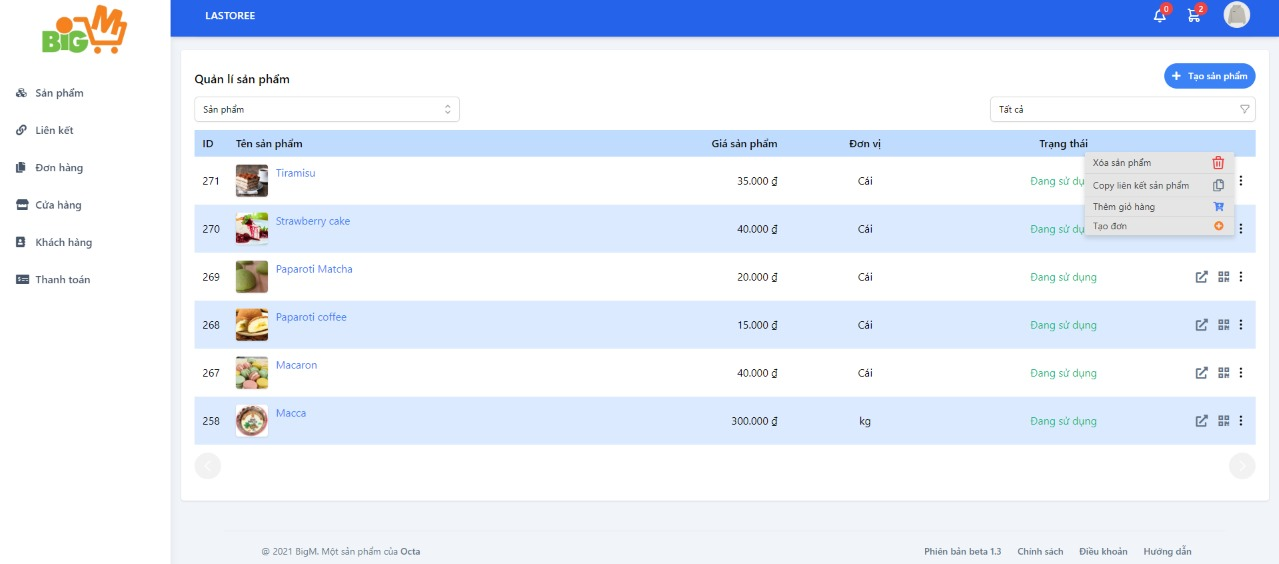 BiG M
LASTOREE
0
2
Sản phẩm
Liên kết
Đơn hàng
Cửa hàng
Khách hàng
Thanh toán
Quản lí sản phẩm
+ Tạo sản phẩm
Sản phẩm
Tất cả
ID Tên sản phẩm Giá sản phẩm Đơn vị Trạng thái
271 Tiramisu 35.000 ₫ Cái Đang sử dụ
Xóa sản phẩm
Copy liên kết sản phẩm
Thêm giỏ hàng
Tạo đơn
270 Strawberry cake 40.000 ₫ Cái Đang sử dụ
269 Paparoti Matcha 20.000 ₫ Cái Đang sử dụng
268 Paparoti coffee 15.000 ₫ Cái Đang sử dụng
267 Macaron 40.000 ₫ Cái Đang sử dụng
258 Macca 300.000 ₫ kg Đang sử dụng
@ 2021 BigM. Một sản phẩm của Octa
Phiên bản beta 1.3 Chính sách Điều khoản Hướng dẫn